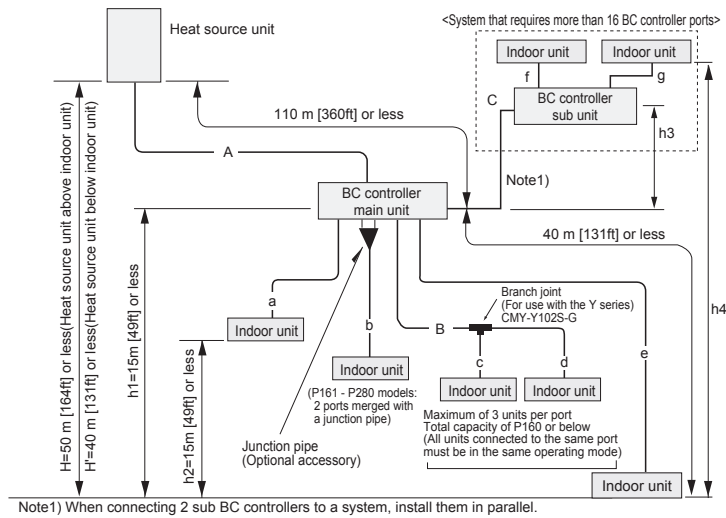 Heat source unit
<System that requires more than 16 BC controller ports>
Indoor unit
Indoor unit
f
g
C
BC controller
sub unit
110 m [360ft] or less
h3
A
Note1)
BC controller
main unit
40 m [131ft] or less
H=50 m [164ft] or less(Heat source unit above indoor unit)
H'=40 m [131ft] or less(Heat source unit below indoor unit)
h1=15m [49ft] or less
h4
a
Branch joint
(For use with the Y series)
CMY-Y102S-G
Indoor unit
b
B
c
d
e
h2=15m [49ft] or less
Indoor unit
Indoor unit
Indoor unit
(P161 - P280 models:
2 ports merged with
a junction pipe)
Maximum of 3 units per port
Total capacity of P160 or below
(All units connected to the same port
must be in the same operating mode)
Junction pipe
(Optional accessory)
Indoor unit
Note1) When connecting 2 sub BC controllers to a system, install them in parallel.